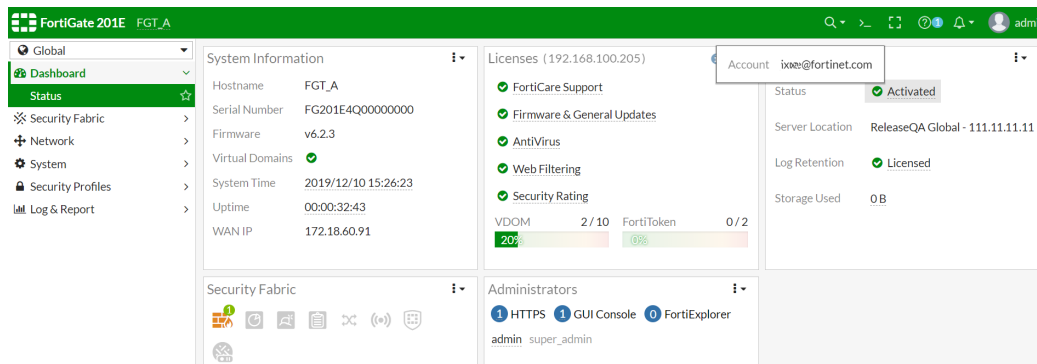 FortiGate 201E FGT_A
1
adm
Global
Dashboard
Status
Security Fabric
Network
System
Security Profiles
Log & Report
System Information
Hostname FGT_A
Serial Number FG201E4Q00000000
Firmware v6.2.3
Virtual Domains
System Time 2019/12/10 15:26:23
Uptime 00:00:32:43
WAN IP 172.18.60.91
Licenses (192.168.100.205)
FortiCare Support
Firmware & General Updates
AntiVirus
Web Filtering
Security Rating
VDOM 2 / 10 FortiToken 0 / 2
20% 0%
Account
Status Activated
Server Location ReleaseQA Global - 111.11.11.11
Log Retention Licensed
Storage Used 0 B
Security Fabric
1
Administrators
1 HTTPS 1 GUI Console 0 FortiExplorer
admin super_admin